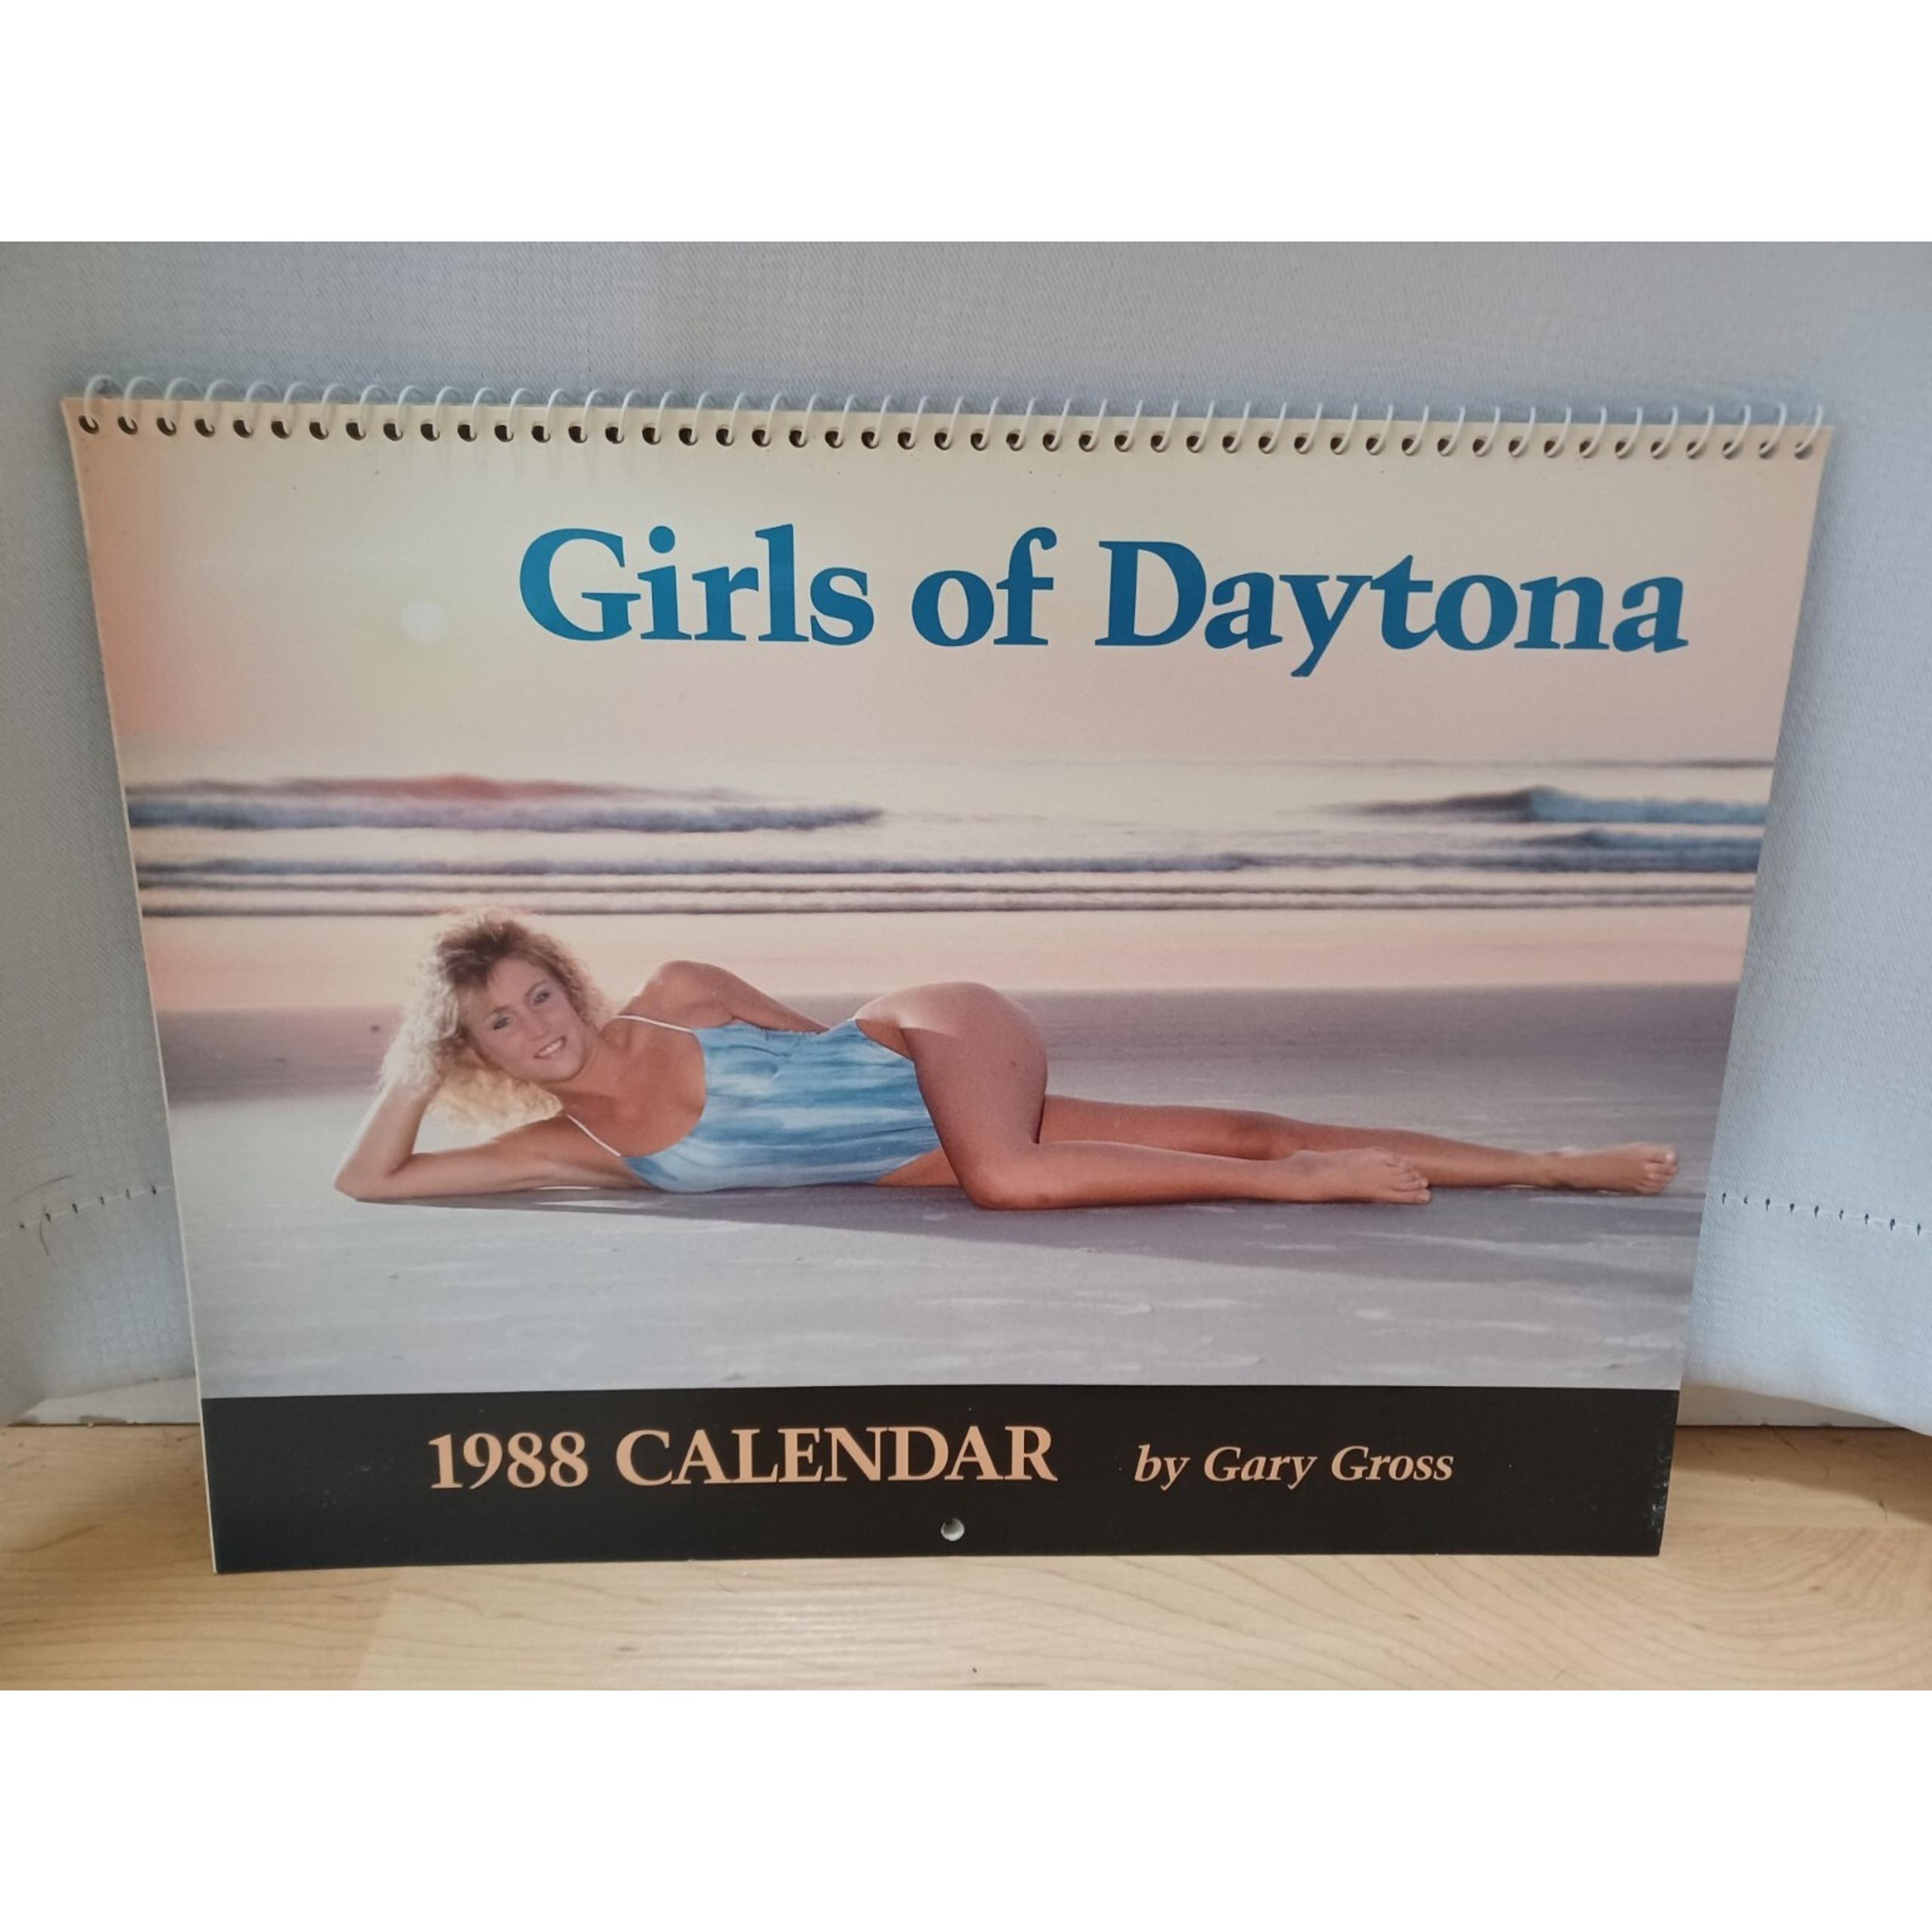 Girls of Daytona
1988 CALENDAR by Gary Gross